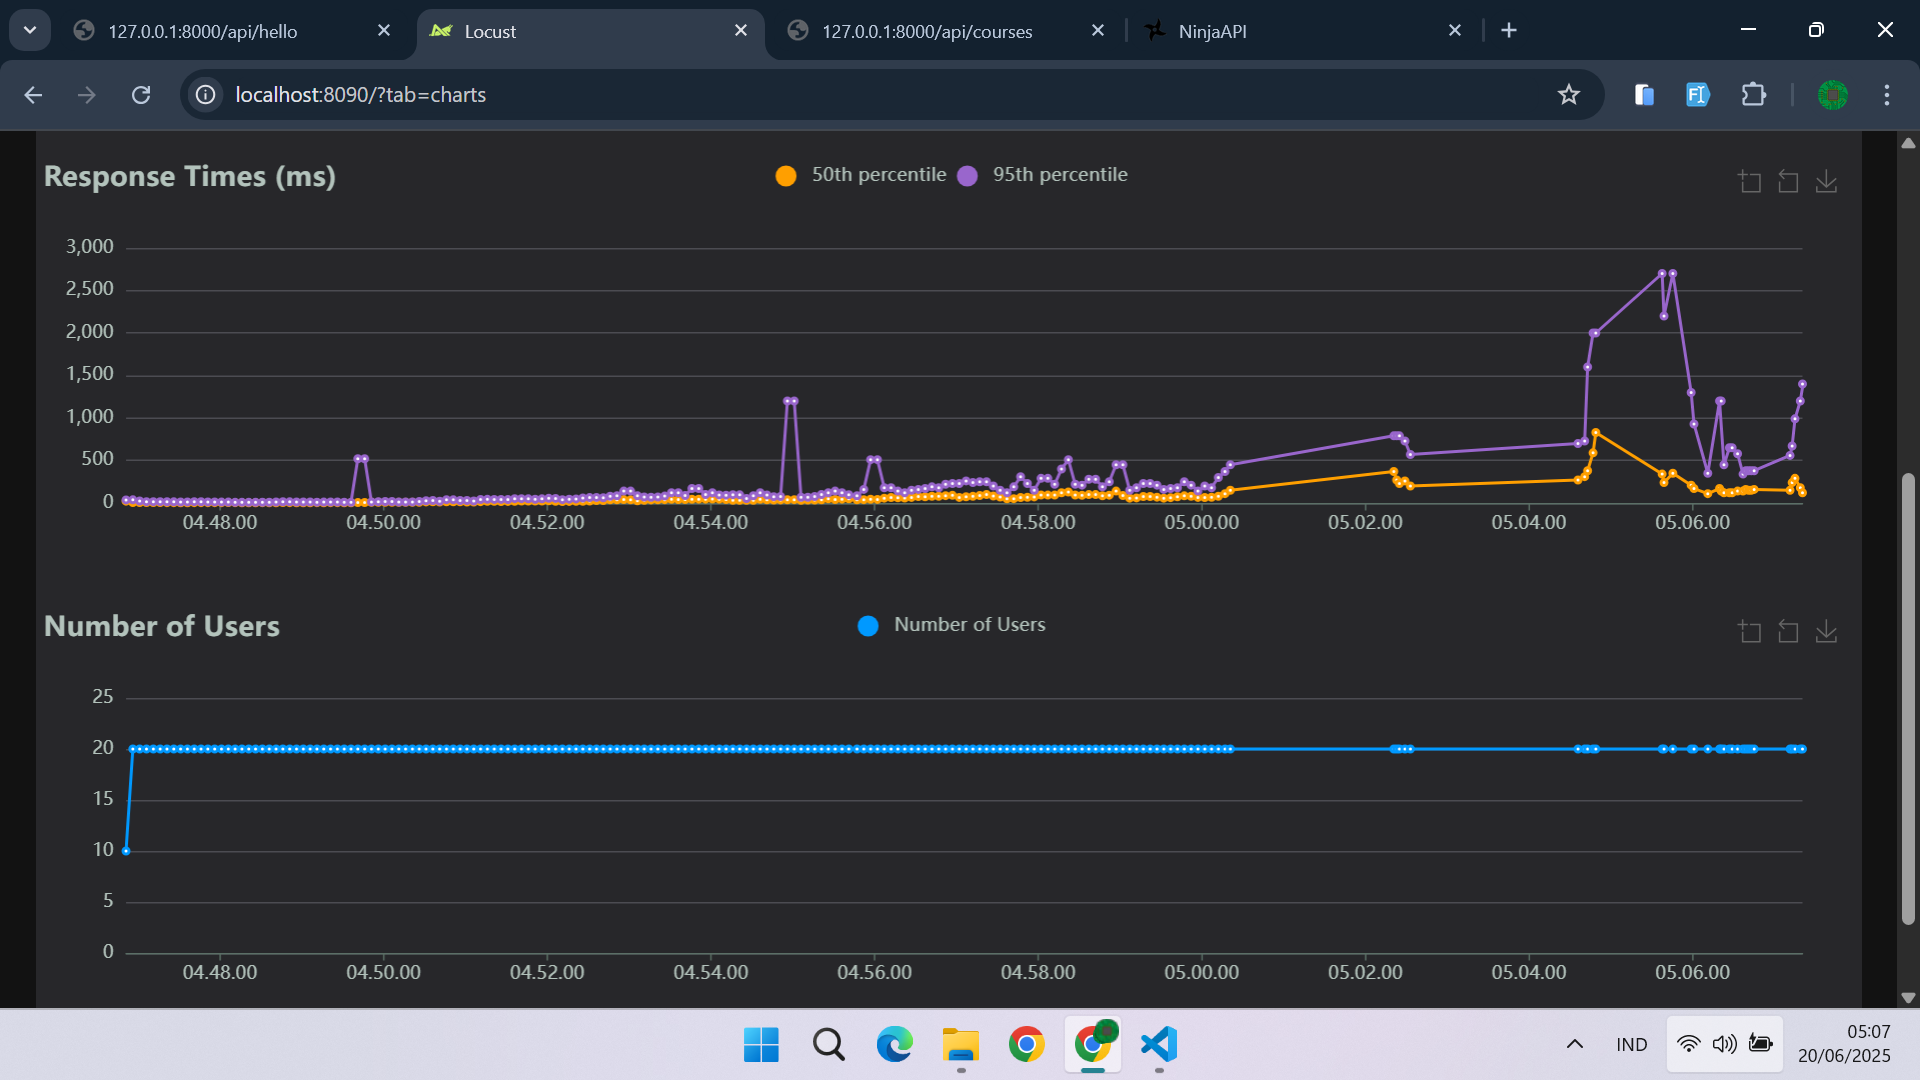 127.0.0.1:8000/api/hello
Locust
127.0.0.1:8000/api/courses
NinjaAPI
localhost:8090/?tab=charts
Response Times (ms)
50th percentile
95th percentile
3,000
2,500
2,000
1,500
1,000
500
0
04.48.00 04.50.00 04.52.00 04.54.00 04.56.00 04.58.00 05.00.00 05.02.00 05.04.00 05.06.00
Number of Users
Number of Users
25
20
15
10
5
0
04.48.00 04.50.00 04.52.00 04.54.00 04.56.00 04.58.00 05.00.00 05.02.00 05.04.00 05.06.00
IND
05:07
20/06/2025